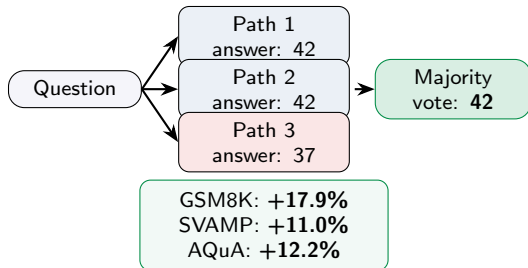 Question
Path 1
answer: 42
Path 2
answer: 42
Path 3
answer: 37
Majority
vote: 42
GSM8K: +17.9%
SVAMP: +11.0%
AQuA: +12.2%